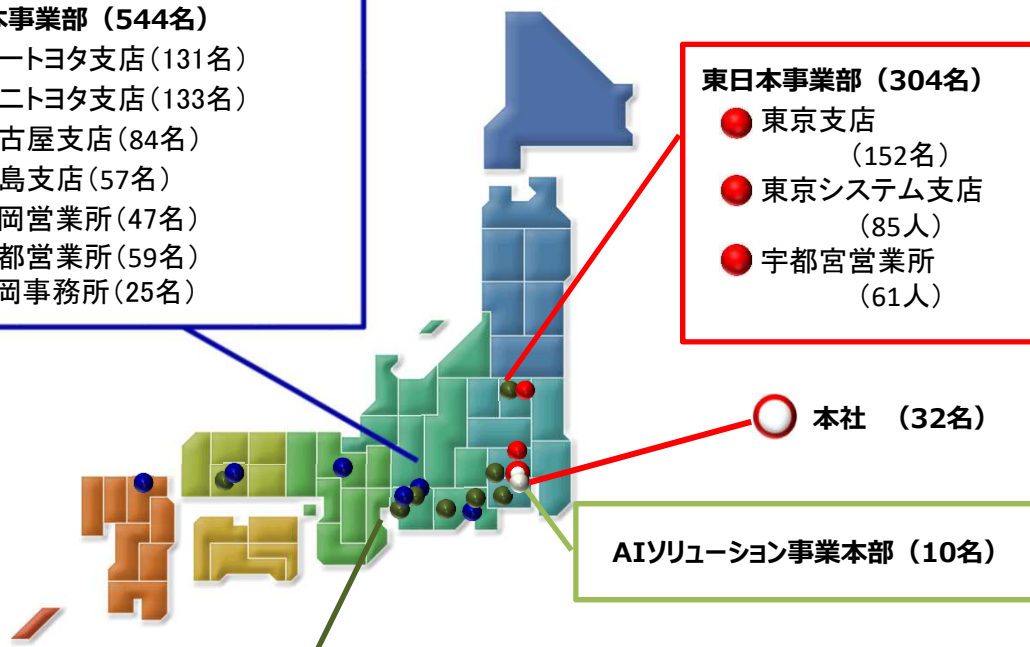 本事業部（544名）
ートヨタ支店（131名）
二トヨタ支店（133名）
古屋支店（84名）
島支店（57名）
岡営業所（47名）
都営業所（59名）
岡事務所（25名）
東日本事業部（304名）
東京支店
（152名）
東京システム支店
（85人）
宇都宮営業所
（61人）
本社　（32名）
AIソリューション事業本部（10名）